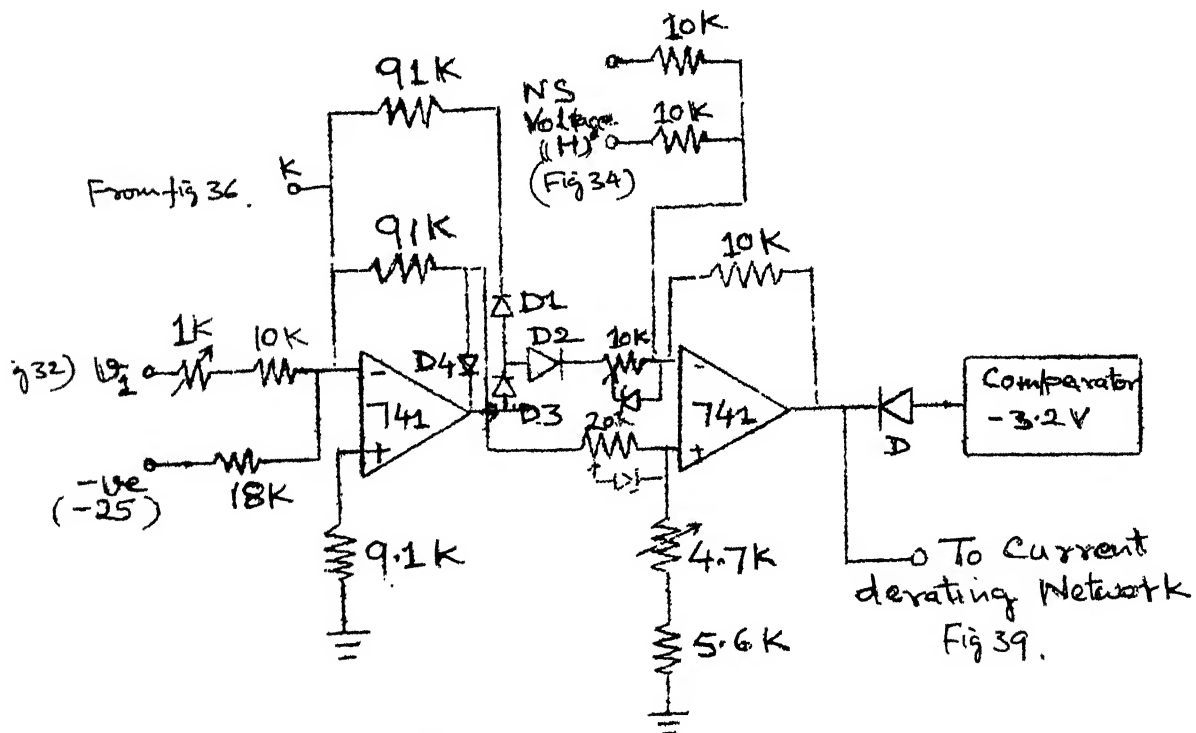 10K
91K
NS
Voltage
(H)
(Fig 34)
10K
K
From fig 36.
91K
10K
D1
1K
10K
D2
10K
D4
D3
g 32)
-
741
+
20K
-
741
+
D
Comparator
-3.2V
-ve
(-25)
18K
9.1K
4.7K
5.6K
To Current
derating Network
Fig 39.